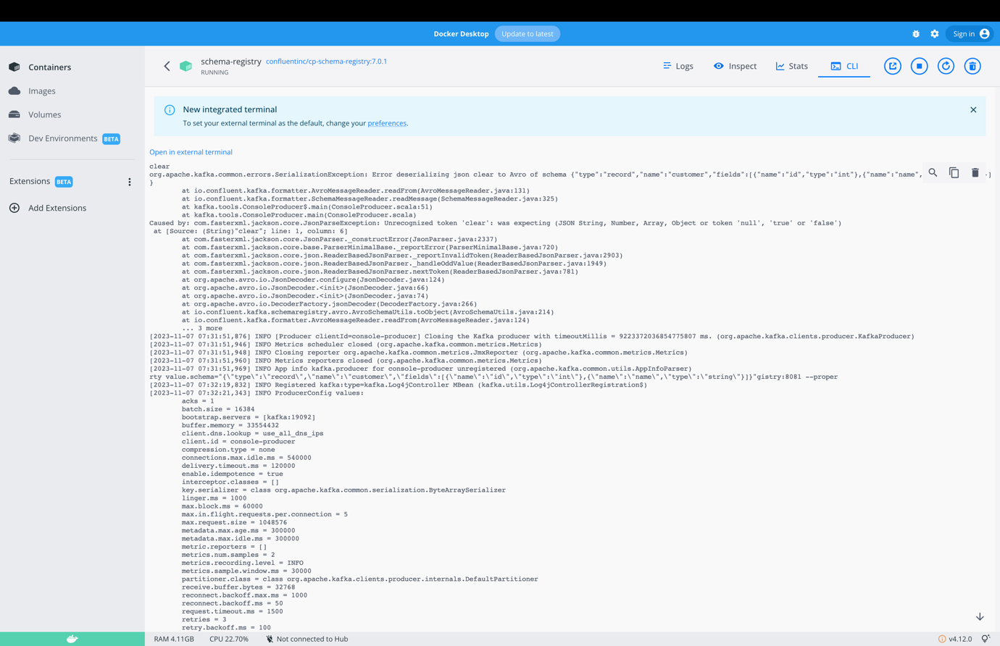 Docker Desktop Update to latest
Sign in
Containers
Images
Volumes
Dev Environments BETA
Extensions BETA
Add Extensions
schema-registry confluentinc/cp-schema-registry:7.0.1
RUNNING
Logs Inspect Stats CLI
New integrated terminal
To set your external terminal as the default, change your preferences.
Open in external terminal
clear
org.apache.kafka.common.errors.SerializationException: Error deserializing json clear to Avro of schema {"type":"record","name":"customer","fields":[{"name":"id","type":"int"},{"name":"name",
}
at io.confluent.kafka.formatter.AvroMessageReader.readFrom(AvroMessageReader.java:131)
at io.confluent.kafka.formatter.SchemaMessageReader.readMessage(SchemaMessageReader.java:325)
at kafka.tools.ConsoleProducer$.main(ConsoleProducer.scala:51)
at kafka.tools.ConsoleProducer.main(ConsoleProducer.scala)
Caused by: com.fasterxml.jackson.core.JsonParseException: Unrecognized token 'clear': was expecting (JSON String, Number, Array, Object or token 'null', 'true' or 'false')
at [Source: (String)"clear"; line: 1, column: 6]
at com.fasterxml.jackson.core.JsonParser._constructError(JsonParser.java:2337)
at com.fasterxml.jackson.core.base.ParserMinimalBase._reportError(ParserMinimalBase.java:720)
at com.fasterxml.jackson.core.json.ReaderBasedJsonParser._reportInvalidToken(ReaderBasedJsonParser.java:2903)
at com.fasterxml.jackson.core.json.ReaderBasedJsonParser._handleOddValue(ReaderBasedJsonParser.java:1949)
at com.fasterxml.jackson.core.json.ReaderBasedJsonParser.nextToken(ReaderBasedJsonParser.java:781)
at org.apache.avro.io.JsonDecoder.configure(JsonDecoder.java:124)
at org.apache.avro.io.JsonDecoder.<init>(JsonDecoder.java:66)
at org.apache.avro.io.JsonDecoder.<init>(JsonDecoder.java:74)
at org.apache.avro.io.DecoderFactory.jsonDecoder(DecoderFactory.java:266)
at io.confluent.kafka.schemaregistry.avro.AvroSchemaUtils.toObject(AvroSchemaUtils.java:214)
at io.confluent.kafka.formatter.AvroMessageReader.readFrom(AvroMessageReader.java:124)
... 3 more
[2023-11-07 07:31:51,876] INFO [Producer clientId=console-producer] Closing the Kafka producer with timeoutMillis = 9223372036854775807 ms. (org.apache.kafka.clients.producer.KafkaProducer)
[2023-11-07 07:31:51,946] INFO Metrics scheduler closed (org.apache.kafka.common.metrics.Metrics)
[2023-11-07 07:31:51,948] INFO Closing reporter org.apache.kafka.common.metrics.JmxReporter (org.apache.kafka.common.metrics.Metrics)
[2023-11-07 07:31:51,960] INFO Metrics reporters closed (org.apache.kafka.common.metrics.Metrics)
[2023-11-07 07:31:51,969] INFO App info kafka.producer for console-producer unregistered (org.apache.kafka.common.utils.AppInfoParser)
rty value.schema="{\"type\":\"record\",\"name\":\"customer\",\"fields\":[{\"name\":\"id\",\"type\":\"int\"},{\"name\":\"name\",\"type\":\"string\"}]}"gistry:8081 --proper
[2023-11-07 07:32:19,832] INFO Registered kafka:type=kafka.Log4jController MBean (kafka.utils.Log4jControllerRegistration$)
[2023-11-07 07:32:21,343] INFO ProducerConfig values:
acks = 1
batch.size = 16384
bootstrap.servers = [kafka:19092]
buffer.memory = 33554432
client.dns.lookup = use_all_dns_ips
client.id = console-producer
compression.type = none
connections.max.idle.ms = 540000
delivery.timeout.ms = 120000
enable.idempotence = true
interceptor.classes = []
key.serializer = class org.apache.kafka.common.serialization.ByteArraySerializer
linger.ms = 1000
max.block.ms = 60000
max.in.flight.requests.per.connection = 5
max.request.size = 1048576
metadata.max.age.ms = 300000
metadata.max.idle.ms = 300000
metric.reporters = []
metrics.num.samples = 2
metrics.recording.level = INFO
metrics.sample.window.ms = 30000
partitioner.class = class org.apache.kafka.clients.producer.internals.DefaultPartitioner
receive.buffer.bytes = 32768
reconnect.backoff.max.ms = 1000
reconnect.backoff.ms = 50
request.timeout.ms = 1500
retries = 3
retry.backoff.ms = 100
RAM 4.11GB CPU 22.70% Not connected to Hub
v4.12.0